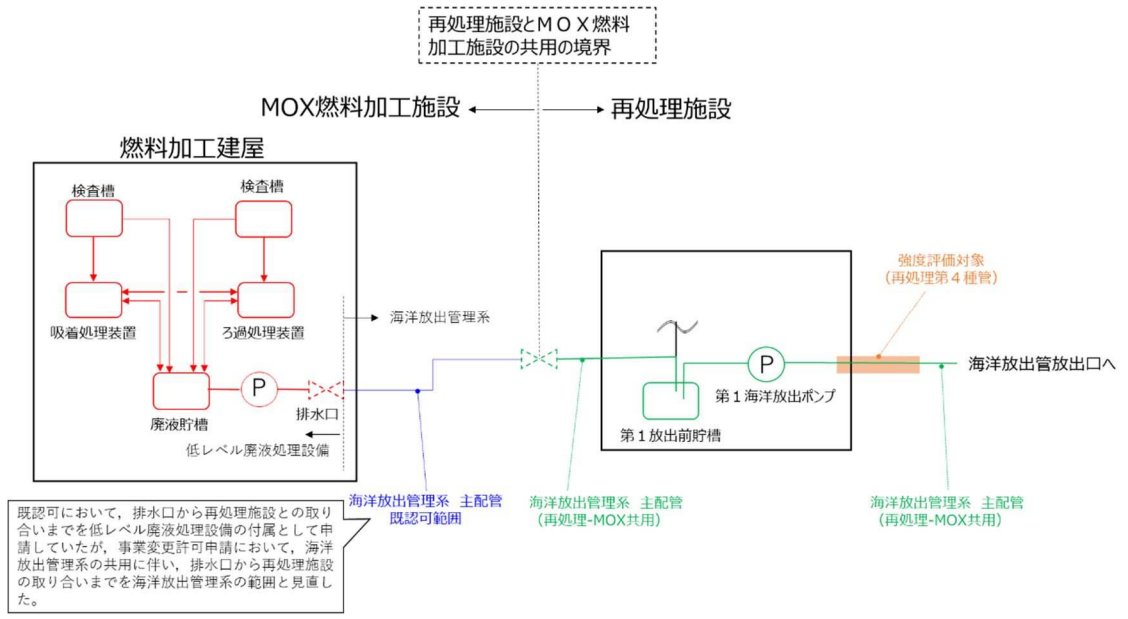 再処理施設とＭＯＸ燃料
加工施設の共用の境界
MOX燃料加工施設
再処理施設
燃料加工建屋
検査槽
検査槽
吸着処理装置
ろ過処理装置
海洋放出管理系
廃液貯槽
P
排水口
低レベル廃液処理設備
P
第１海洋放出ポンプ
第１放出前貯槽
強度評価対象
（再処理第４種管）
海洋放出管放出口へ
海洋放出管理系　主配管
既認可範囲
海洋放出管理系　主配管
（再処理-MOX共用）
海洋放出管理系　主配管
（再処理-MOX共用）
既認可において，排水口から再処理施設との取り
合いまでを低レベル廃液処理設備の付属として申
請していたが，事業変更許可申請において，海洋
放出管理系の共用に伴い，排水口から再処理施設
の取り合いまでを海洋放出管理系の範囲と見直し
た。